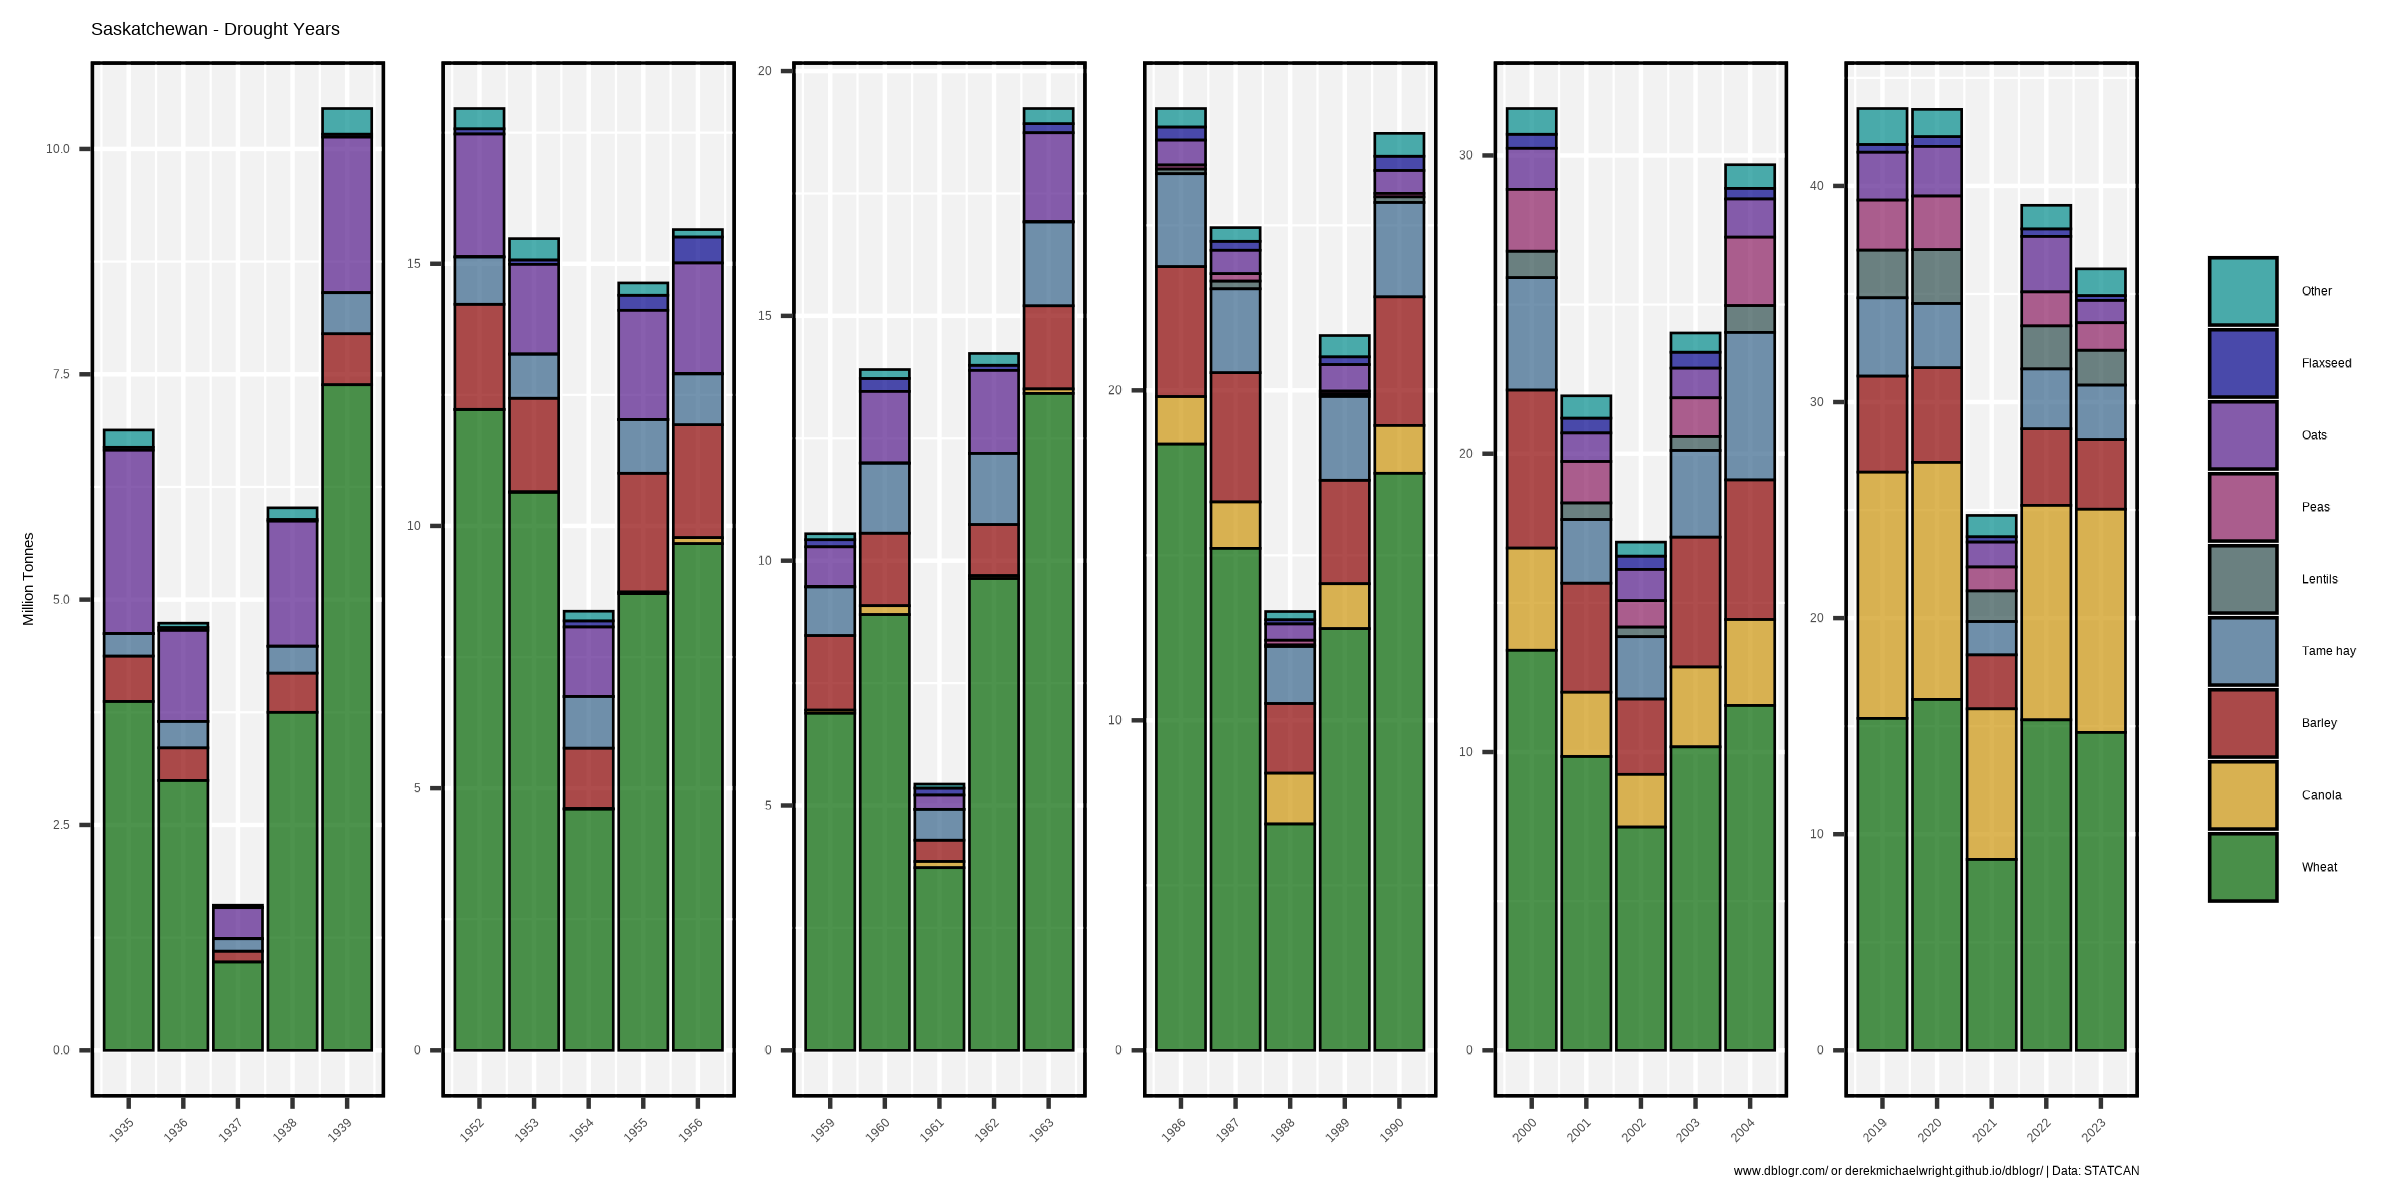 Saskatchewan - Drought Years
Million Tonnes
10.0
7.5
5.0
2.5
0.0
1935 1936 1937 1938 1939
15
10
5
0
1952 1953 1954 1955 1956
20
15
10
5
0
1959 1960 1961 1962 1963
20
10
0
1986 1987 1988 1989 1990
30
20
10
0
2000 2001 2002 2003 2004
40
30
20
10
0
2019 2020 2021 2022 2023
Other
Flaxseed
Oats
Peas
Lentils
Tame hay
Barley
Canola
Wheat
www.dblogr.com/ or derekmichaelwright.github.io/dblogr/ | Data: STATCAN